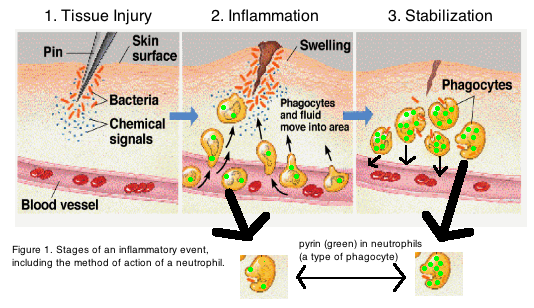 1. Tissue Injury
2. Inflammation
3. Stabilization
Pin
Skin
surface
Bacteria
Chemical
signals
Blood vessel
Swelling
Phagocytes
and fluid
move into area
Phagocytes
Figure 1. Stages of an inflammatory event,
including the method of action of a neutrophil.
pyrin (green) in neutrophils
(a type of phagocyte)